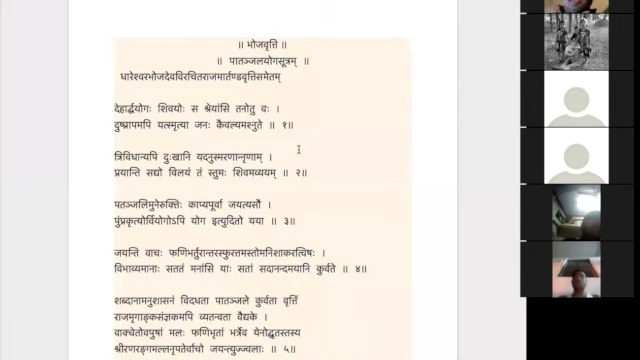 ॥ भोजवृत्ति ॥
॥ पातञ्जलयोगसूत्रम् ॥
धारेश्वरभोजदेवविरचितराजमार्तण्डवृत्तिसमेतम्
देहार्द्धयोगः शिवयोः स श्रेयांसि तनोतु वः ।
दुष्प्रापमपि यत्स्मृत्या जनः कैवल्यमश्नुते ॥ १॥
त्रिविधान्यपि दुःखानि यदनुस्मरणान्नृणाम् ।
प्रयान्ति सद्यो विलयं तं स्तुमः शिवमव्ययम् ॥ २॥
पतञ्जलिमुनेरुक्तिः काप्यपूर्वा जयत्यसौ ।
पुंप्रकृत्योर्वियोगोऽपि योग इत्युदितो यया ॥ ३॥
जयन्ति वाचः फणिभर्तुरान्तरस्फुरत्तमस्तोमनिशाकरत्विषः ।
विभाव्यमानाः सततं मनांसि याः सतां सदानन्दमयानि कुर्वते ॥ ४॥
शब्दानामनुशासनं विदधता पातञ्जले कुर्वता वृत्तिं
राजमृगाङ्कसंज्ञकमपि व्यतन्वता वैद्यके ।
वाक्चेतोवपुषां मलः फणिभृतां भर्त्रेव येनोद्धृतस्तस्य
श्रीरणरङ्गमल्लनृपतेर्वाचो जयन्त्युज्ज्वलाः ॥ ५॥